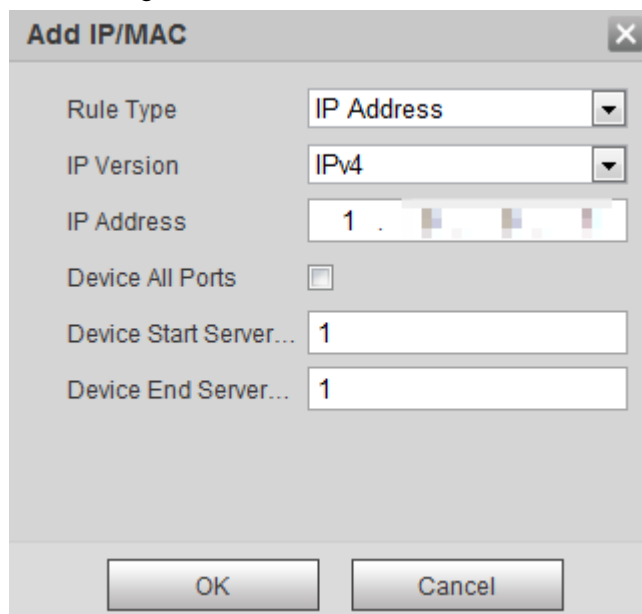 Add IP/MAC
Rule Type IP Address
IP Version IPv4
IP Address 1 .
Device All Ports
Device Start Server... 1
Device End Server... 1
OK Cancel